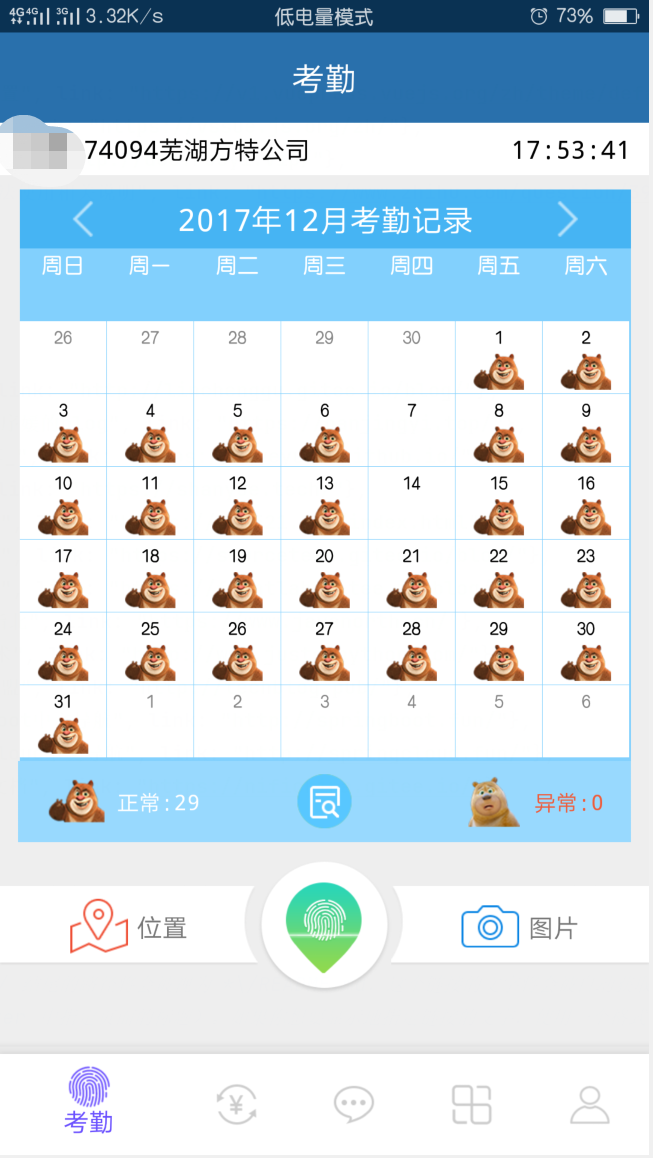 4G 4G 3G 3.32K/s 低电量模式 73%
考勤
74094芜湖方特公司 17:53:41
2017年12月考勤记录
周日 周一 周二 周三 周四 周五 周六
26 27 28 29 30 1 2
3 4 5 6 7 8 9
10 11 12 13 14 15 16
17 18 19 20 21 22 23
24 25 26 27 28 29 30
31 1 2 3 4 5 6
正常:29 异常:0
位置 图片
¥
考勤